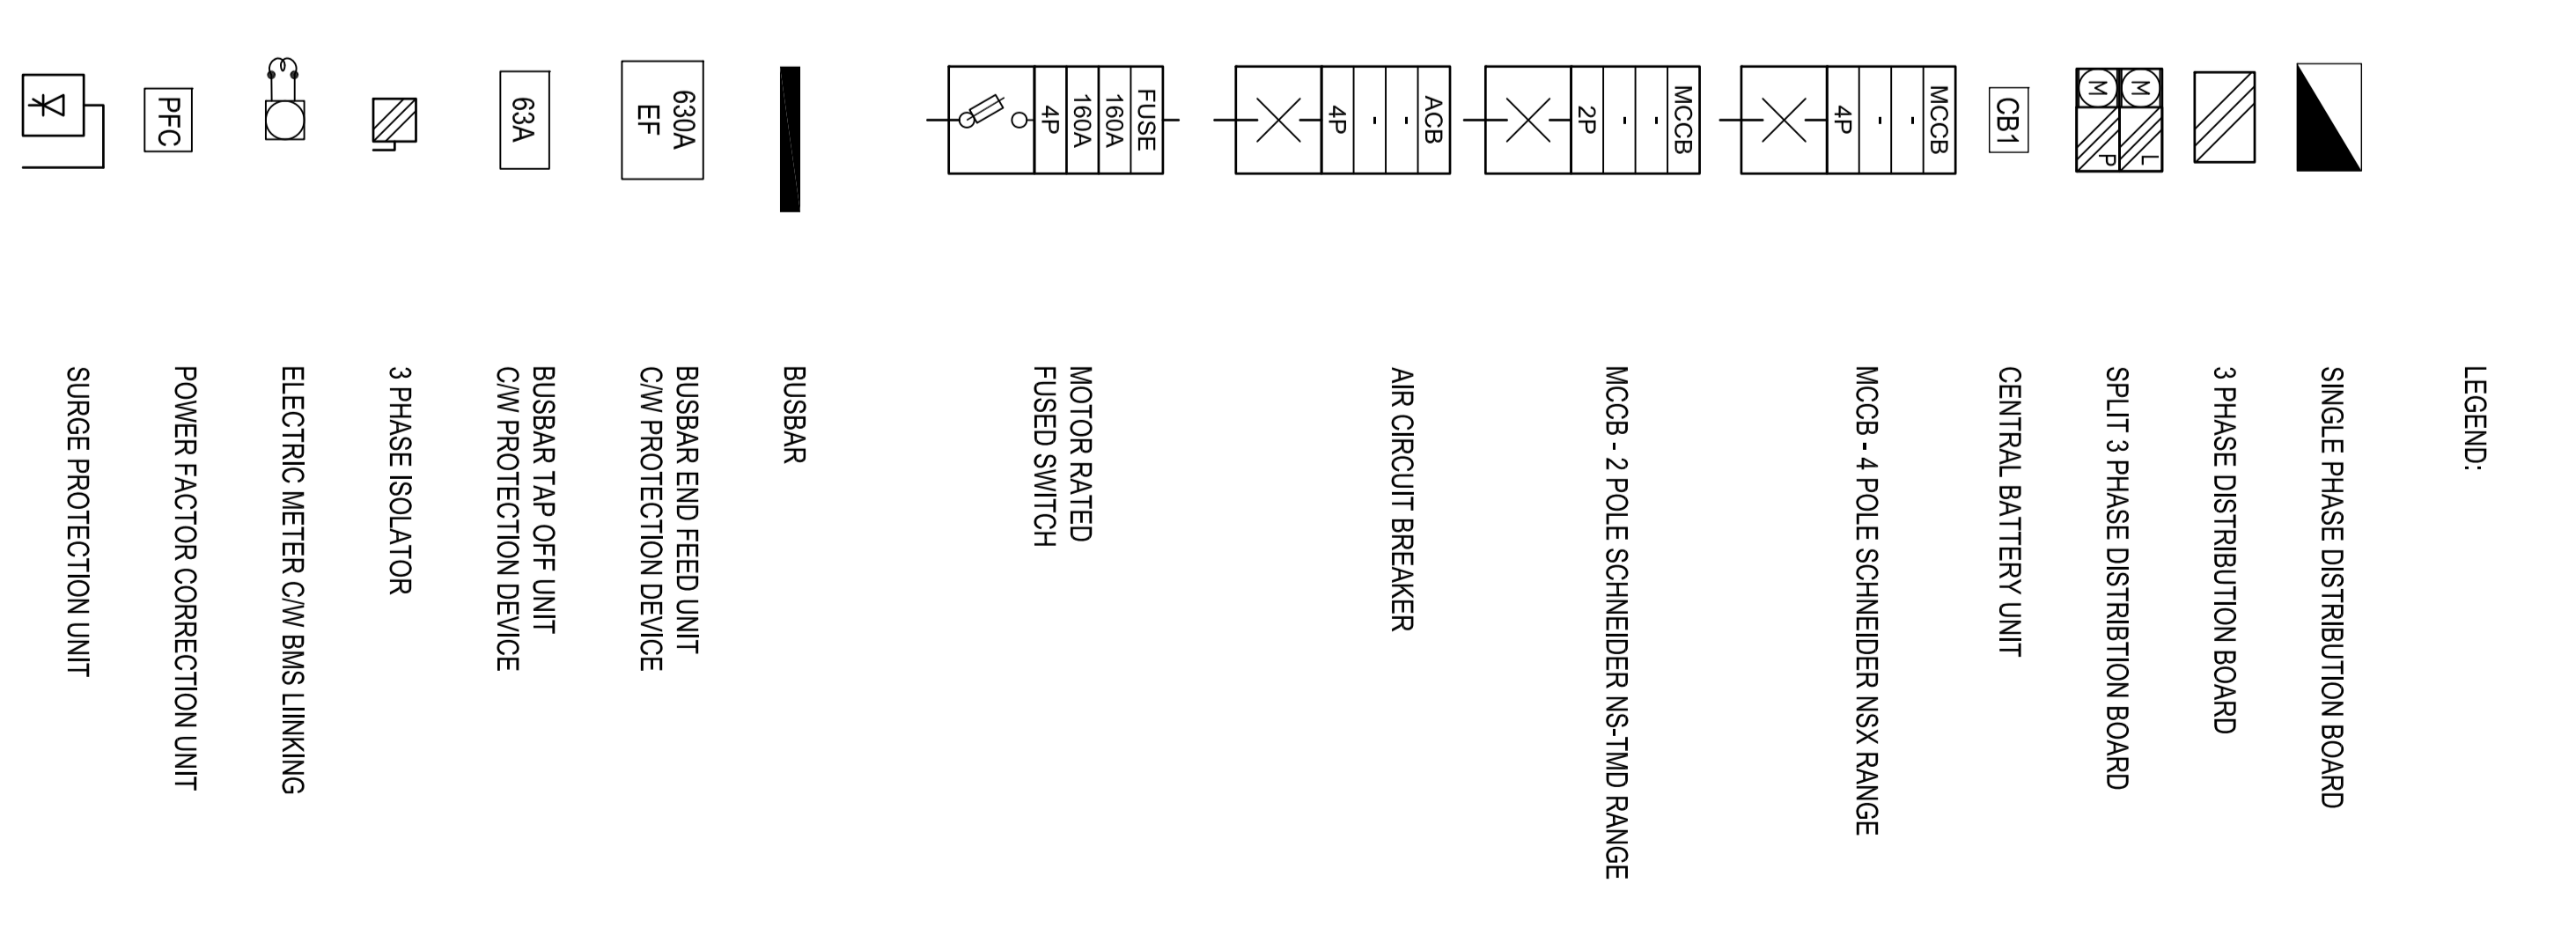 LEGEND:
SINGLE PHASE DISTRIBUTION BOARD
3 PHASE DISTRIBUTION BOARD
M
L
M
P
SPLIT 3 PHASE DISTRIBTION BOARD
CB1
CENTRAL BATTERY UNIT
MCCB
-
-
4P
MCCB - 4 POLE SCHNEIDER NSX RANGE
MCCB
-
-
2P
MCCB - 2 POLE SCHNEIDER NS-TMD RANGE
ACB
-
-
4P
AIR CIRCUIT BREAKER
FUSE
160A
160A
4P
MOTOR RATED
FUSED SWITCH
BUSBAR
630A
EF
BUSBAR END FEED UNIT
C/W PROTECTION DEVICE
63A
BUSBAR TAP OFF UNIT
C/W PROTECTION DEVICE
3 PHASE ISOLATOR
ELECTRIC METER C/W BMS LIINKING
PFC
POWER FACTOR CORRECTION UNIT
SURGE PROTECTION UNIT